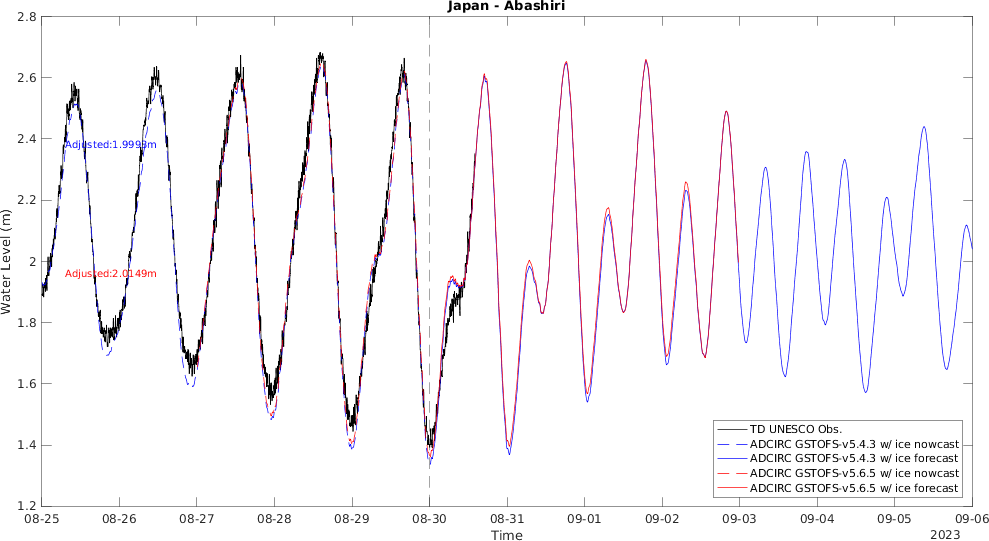 Japan - Abashiri
2.8
2.6
2.4
2.2
2
1.8
1.6
1.4
1.2
Water Level (m)
Adjusted:1.9993m
Adjusted:2.0149m
TD UNESCO Obs.
ADCIRC GSTOFS-v5.4.3 w/ ice nowcast
ADCIRC GSTOFS-v5.4.3 w/ ice forecast
ADCIRC GSTOFS-v5.6.5 w/ ice nowcast
ADCIRC GSTOFS-v5.6.5 w/ ice forecast
08-25 08-26 08-27 08-28 08-29 08-30 08-31 09-01 09-02 09-03 09-04 09-05 09-06
Time
2023